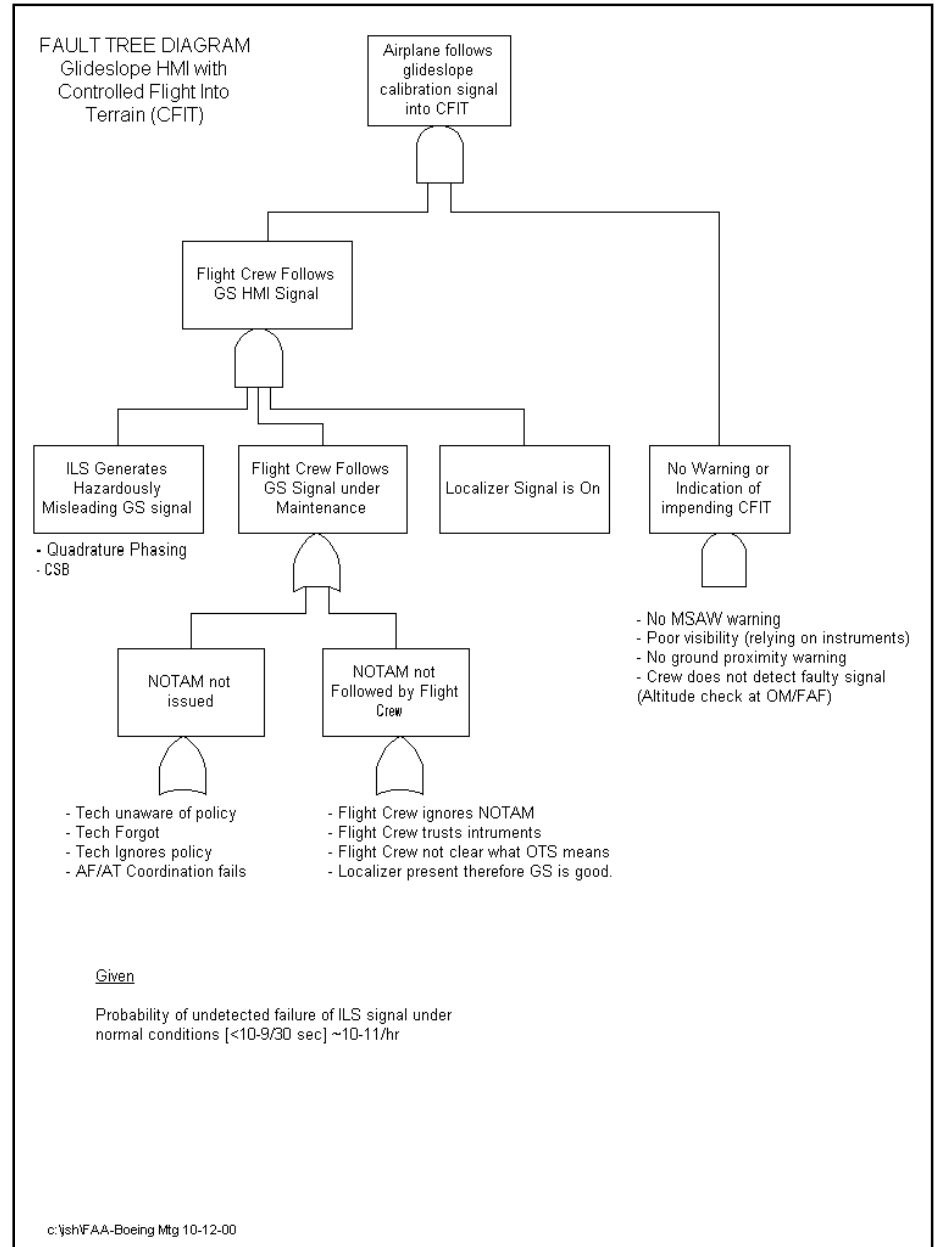 FAULT TREE DIAGRAM
Glideslope HMI with
Controlled Flight Into
Terrain (CFIT)
Airplane follows
glideslope
calibration signal
into CFIT
Flight Crew Follows
GS HMI Signal
ILS Generates
Hazardously
Misleading GS signal
Flight Crew Follows
GS Signal under
Maintenance
Localizer Signal is On
No Warning or
Indication of
impending CFIT
- Quadrature Phasing
- CSB
- No MSAW warning
- Poor visibility (relying on instruments)
- No ground proximity warning
- Crew does not detect faulty signal
(Altitude check at OM/FAF)
NOTAM not
issued
NOTAM not
Followed by Flight
Crew
- Tech unaware of policy
- Tech Forgot
- Tech Ignores policy
- AF/AT Coordination fails
- Flight Crew ignores NOTAM
- Flight Crew trusts intruments
- Flight Crew not clear what OTS means
- Localizer present therefore GS is good.
Given
Probability of undetected failure of ILS signal under
normal conditions [<10-9/30 sec] ~10-11/hr
c:\jsh\FAA-Boeing Mtg 10-12-00